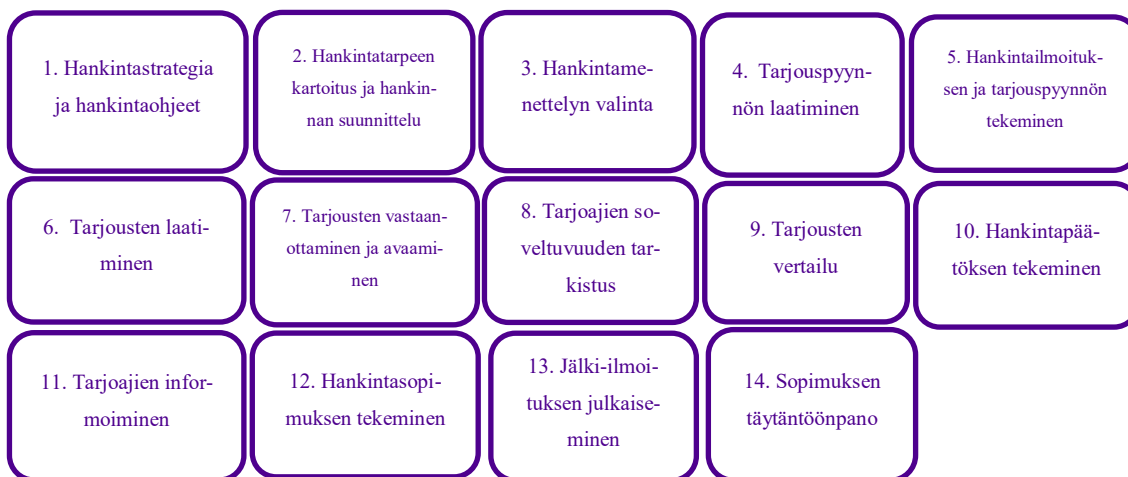 1. Hankintastrategia
ja hankintaohjeet
2. Hankintatarpeen
kartoitus ja hankin-
nan suunnittelu
3. Hankintame-
nettelyn valinta
4. Tarjouspyyn-
nön laatiminen
5. Hankintailmoituk-
sen ja tarjouspyynnön
tekeminen
6. Tarjousten laati-
minen
7. Tarjousten vastaan-
ottaminen ja avaami-
nen
8. Tarjoajien so-
veltuvuuden tar-
kistus
9. Tarjousten
vertailu
10. Hankintapää-
töksen tekeminen
11. Tarjoajien infor-
moiminen
12. Hankintasopi-
muksen tekeminen
13. Jälki-ilmoi-
tuksen julkaise-
minen
14. Sopimuksen
täytäntöönpano